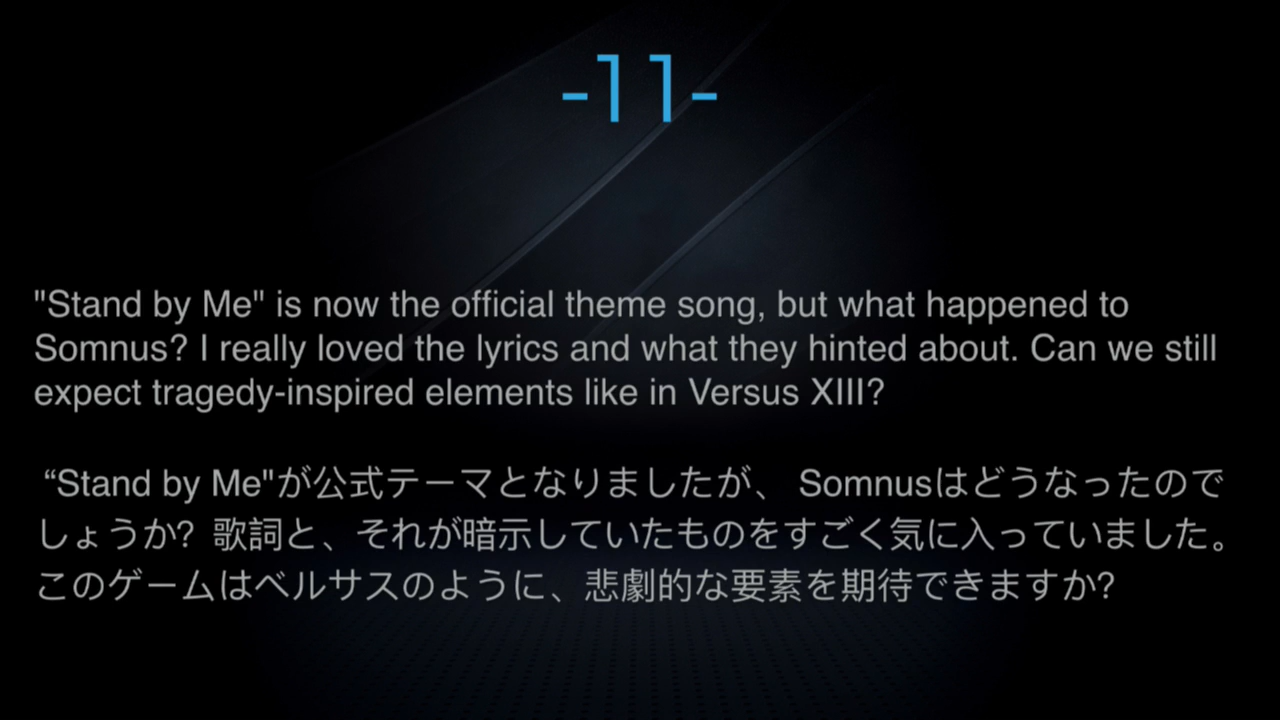 -11-
"Stand by Me" is now the official theme song, but what happened to
Somnus? I really loved the lyrics and what they hinted about. Can we still
expect tragedy-inspired elements like in Versus XIII?
“Stand by Me"が公式テーマとなりましたが、 Somnusはどうなったので
しょうか? 歌詞と、それが暗示していたものをすごく気に入っていました。
このゲームはベルサスのように、悲劇的な要素を期待できますか?